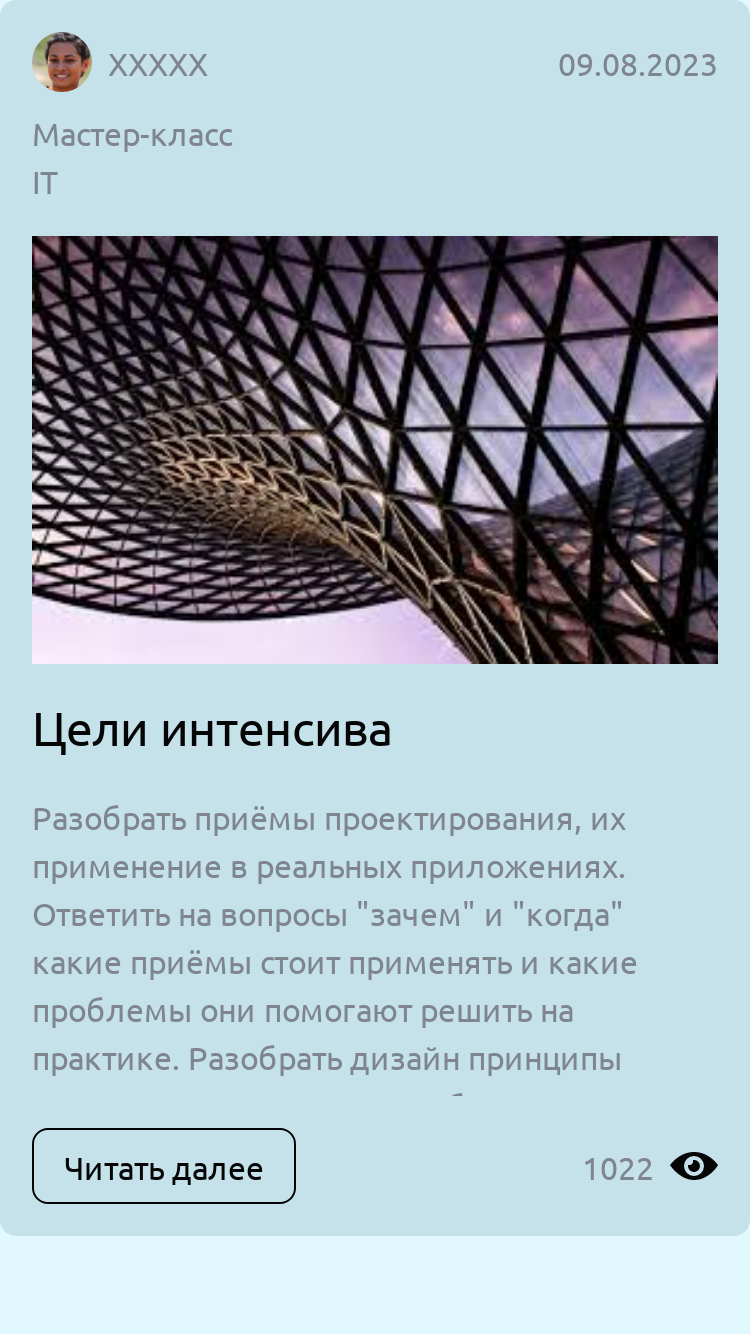 XXXXX
09.08.2023
Мастер-класс
IT
Цели интенсива
Разобрать приёмы проектирования, их
применение в реальных приложениях.
Ответить на вопросы "зачем" и "когда"
какие приёмы стоит применять и какие
проблемы они помогают решить на
практике. Разобрать дизайн принципы
Читать далее
1022